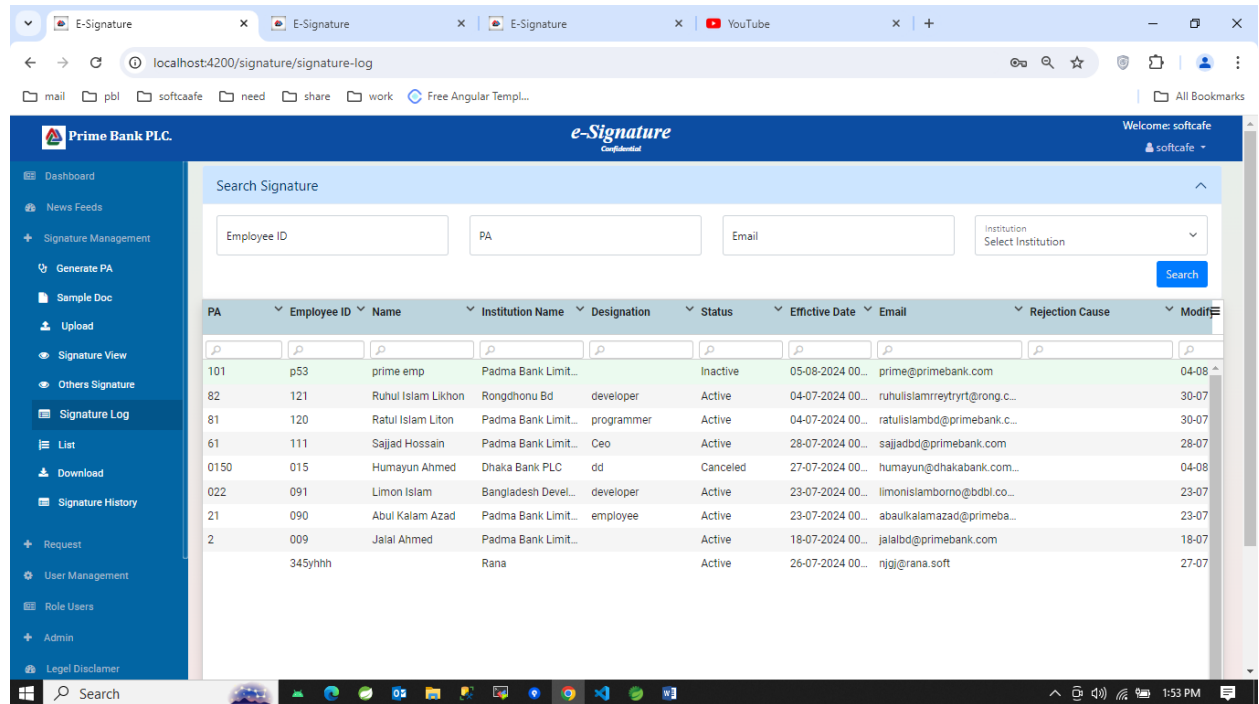 E-Signature
E-Signature
E-Signature
YouTube
localhost:4200/signature/signature-log
mail pbl softcaafe need share work Free Angular Templ...
All Bookmarks
Prime Bank PLC.
e-Signature
Confidential
Welcome: softcafe
softcafe
Dashboard
News Feeds
Signature Management
Generate PA
Sample Doc
Upload
Signature View
Others Signature
Signature Log
List
Download
Signature History
Request
User Management
Role Users
Admin
Legel Disclamer
Search Signature
Employee ID PA Email Institution
Select Institution
Search
PA Employee ID Name Institution Name Designation Status Effictive Date Email Rejection Cause Modify
101 p53 prime emp Padma Bank Limit... Inactive 05-08-2024 00... prime@primebank.com 04-08
82 121 Ruhul Islam Likhon Rongdhonu Bd developer Active 04-07-2024 00... ruhulislamrreytryrt@rong.c... 30-07
81 120 Ratul Islam Liton Padma Bank Limit... programmer Active 04-07-2024 00... ratulislambd@primebank.c... 30-07
61 111 Sajjad Hossain Padma Bank Limit... Ceo Active 28-07-2024 00... sajjadbd@primebank.com 28-07
0150 015 Humayun Ahmed Dhaka Bank PLC dd Canceled 27-07-2024 00... humayun@dhakabank.com... 04-08
022 091 Limon Islam Bangladesh Devel... developer Active 23-07-2024 00... limonislamborno@bdbl.co... 23-07
21 090 Abul Kalam Azad Padma Bank Limit... employee Active 23-07-2024 00... abaulkalamazad@primeba... 23-07
2 009 Jalal Ahmed Padma Bank Limit... Active 18-07-2024 00... jalalbd@primebank.com 18-07
345yhhh Rana Active 26-07-2024 00... njgj@rana.soft 27-07
Search
1:53 PM